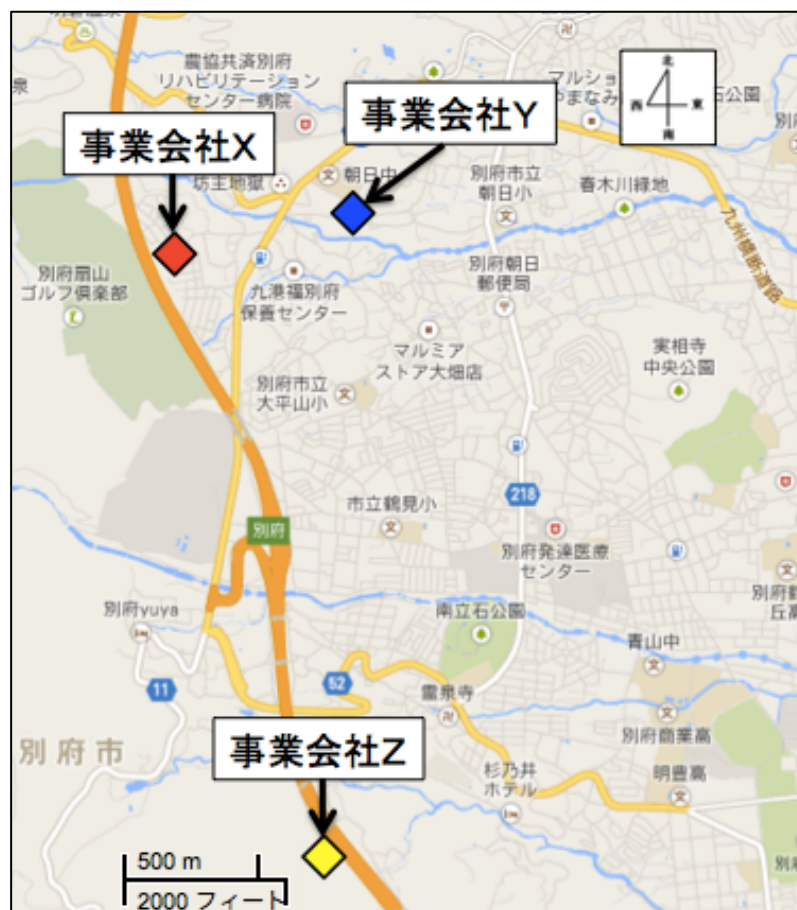 農協共済別府
リハビリテーション
センター病院
北
西
東
南
マルショ
やまなみ
石公園
泉
事業会社X
事業会社Y
坊主地獄
朝日中
別府市立
朝日小
春木川緑地
九州横断道路
別府扇山
ゴルフ倶楽部
九港福別府
保養センター
別府朝日
郵便局
マルミア
ストア大畑店
実相寺
中央公園
別府市立
大平山小
218
市立鶴見小
別府
別府発達医療
センター
別府
丘高
別府yuya
南立石公園
青山中
52
11
霊泉寺
別府商業高
別府市
事業会社Z
杉乃井
ホテル
明豊高
500 m
2000 フィート